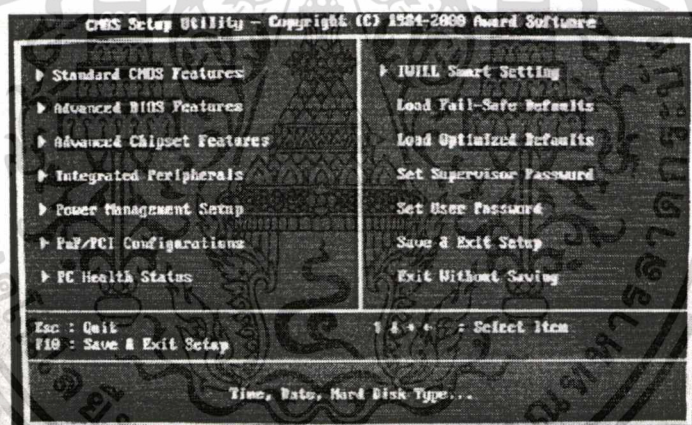 CMOS Setup Utility - Copyright (C) 1984-2000 Award Software
▶ Standard CMOS Features
▶ Advanced BIOS Features
▶ Advanced Chipset Features
▶ Integrated Peripherals
▶ Power Management Setup
▶ PnP/PCI Configurations
▶ PC Health Status
▶ IWILL Smart Setting
Load Fail-Safe Defaults
Load Optimized Defaults
Set Supervisor Password
Set User Password
Save & Exit Setup
Exit Without Saving
Esc : Quit
F10 : Save & Exit Setup
↑ ↓ → ← : Select Item
Time, Date, Hard Disk Type...